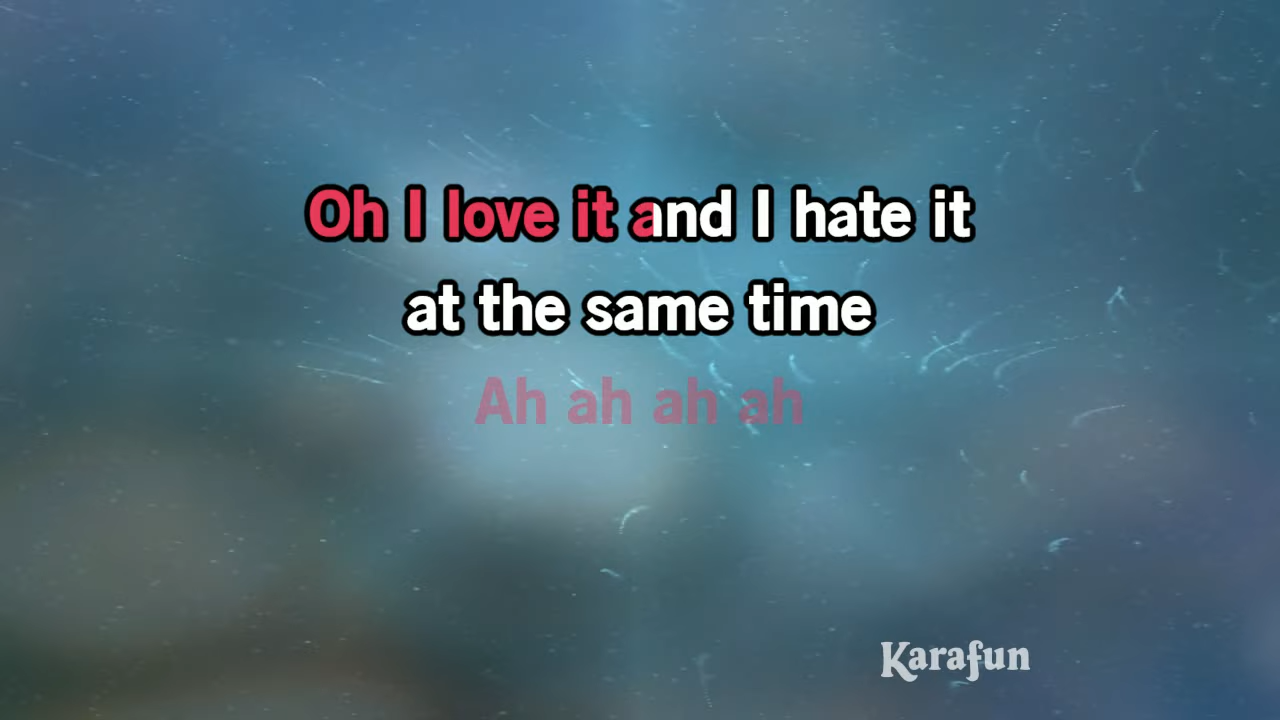 Oh I love it and I hate it
at the same time
Ah ah ah ah
Karafun